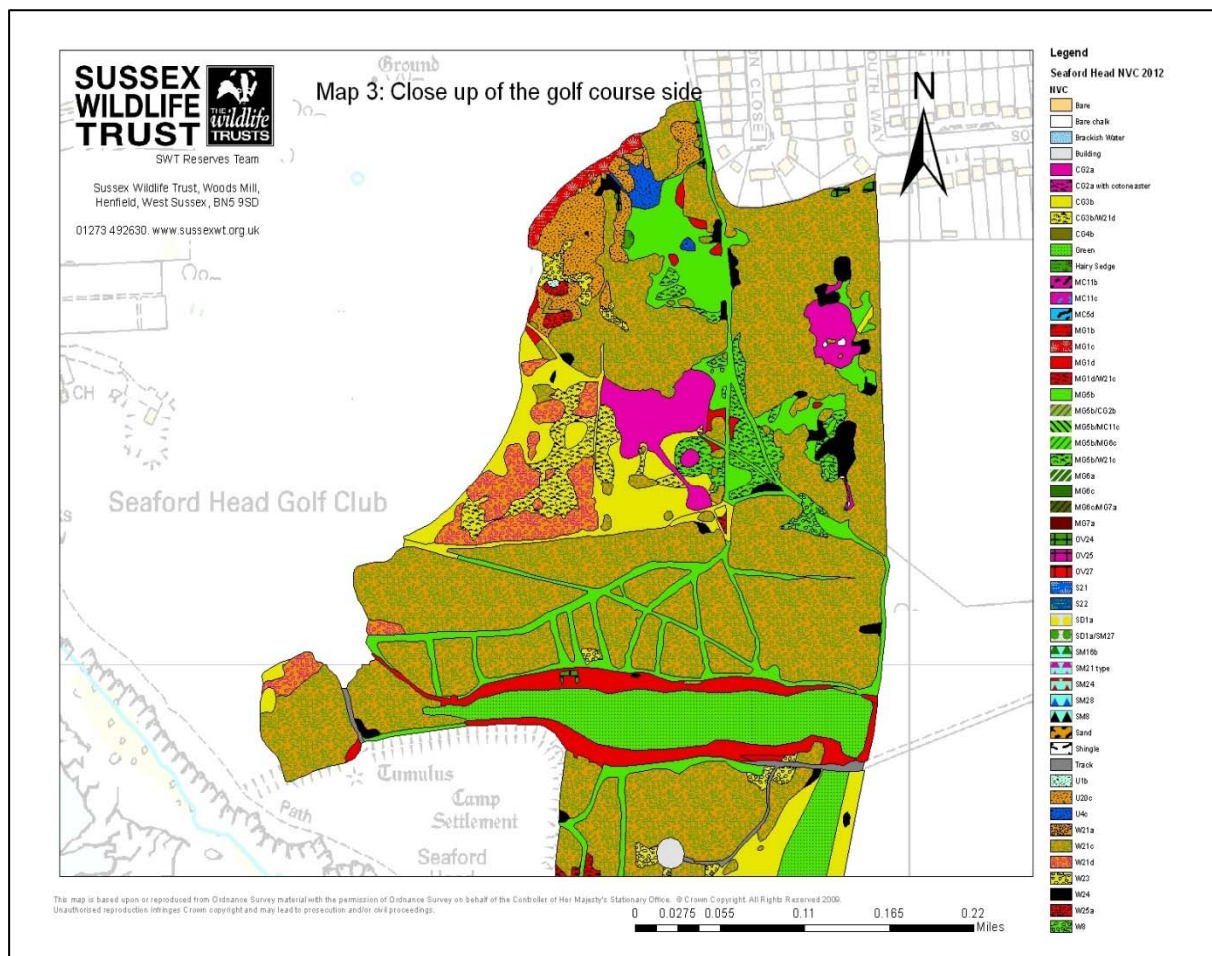 SUSSEX
WILDLIFE
TRUST
THE
wildlife
TRUSTS
SWT Reserves Team
Sussex Wildlife Trust, Woods Mill,
Henfield, West Sussex, BN5 9SD
01273 492630. www.sussexwt.org.uk
Ground
Map 3: Close up of the golf course side
N CLOSE
OUTH WAY
N
CH
Seaford Head Golf Club
Tumulus
Path
Camp
Settlement
Seaford
Legend
Seaford Head NVC 2012
NVC
Bare
Bare chalk
Brackish Water
Building
CG2a
CG2a with cotoneaster
CG3b
CG3b/W21d
CG4b
Green
Hairy Sedge
MC11b
MC11c
MC5d
MG1b
MG1c
MG1d
MG1d/W21c
MG5b
MG5b/CG2b
MG5b/MC11c
MG5b/MG6c
MG5b/W21c
MG6a
MG6c
MG6c/MG7a
MG7a
OV24
OV25
OV27
S21
S22
SD1a
SD1a/SM27
SM16b
SM21 type
SM24
SM28
SM8
Sand
Shingle
Track
U1b
U20c
U4c
W21a
W21c
W21d
W23
W24
W25a
W8
This map is based upon or reproduced from Ordnance Survey material with the permission of Ordnance Survey on behalf of the Controller of Her Majesty's Stationary Office. © Crown Copyright. All Rights Reserved 2009.
Unauthorised reproduction infringes Crown copyright and may lead to prosecution and/or civil proceedings.
0 0.0275 0.055 0.11 0.165 0.22
Miles